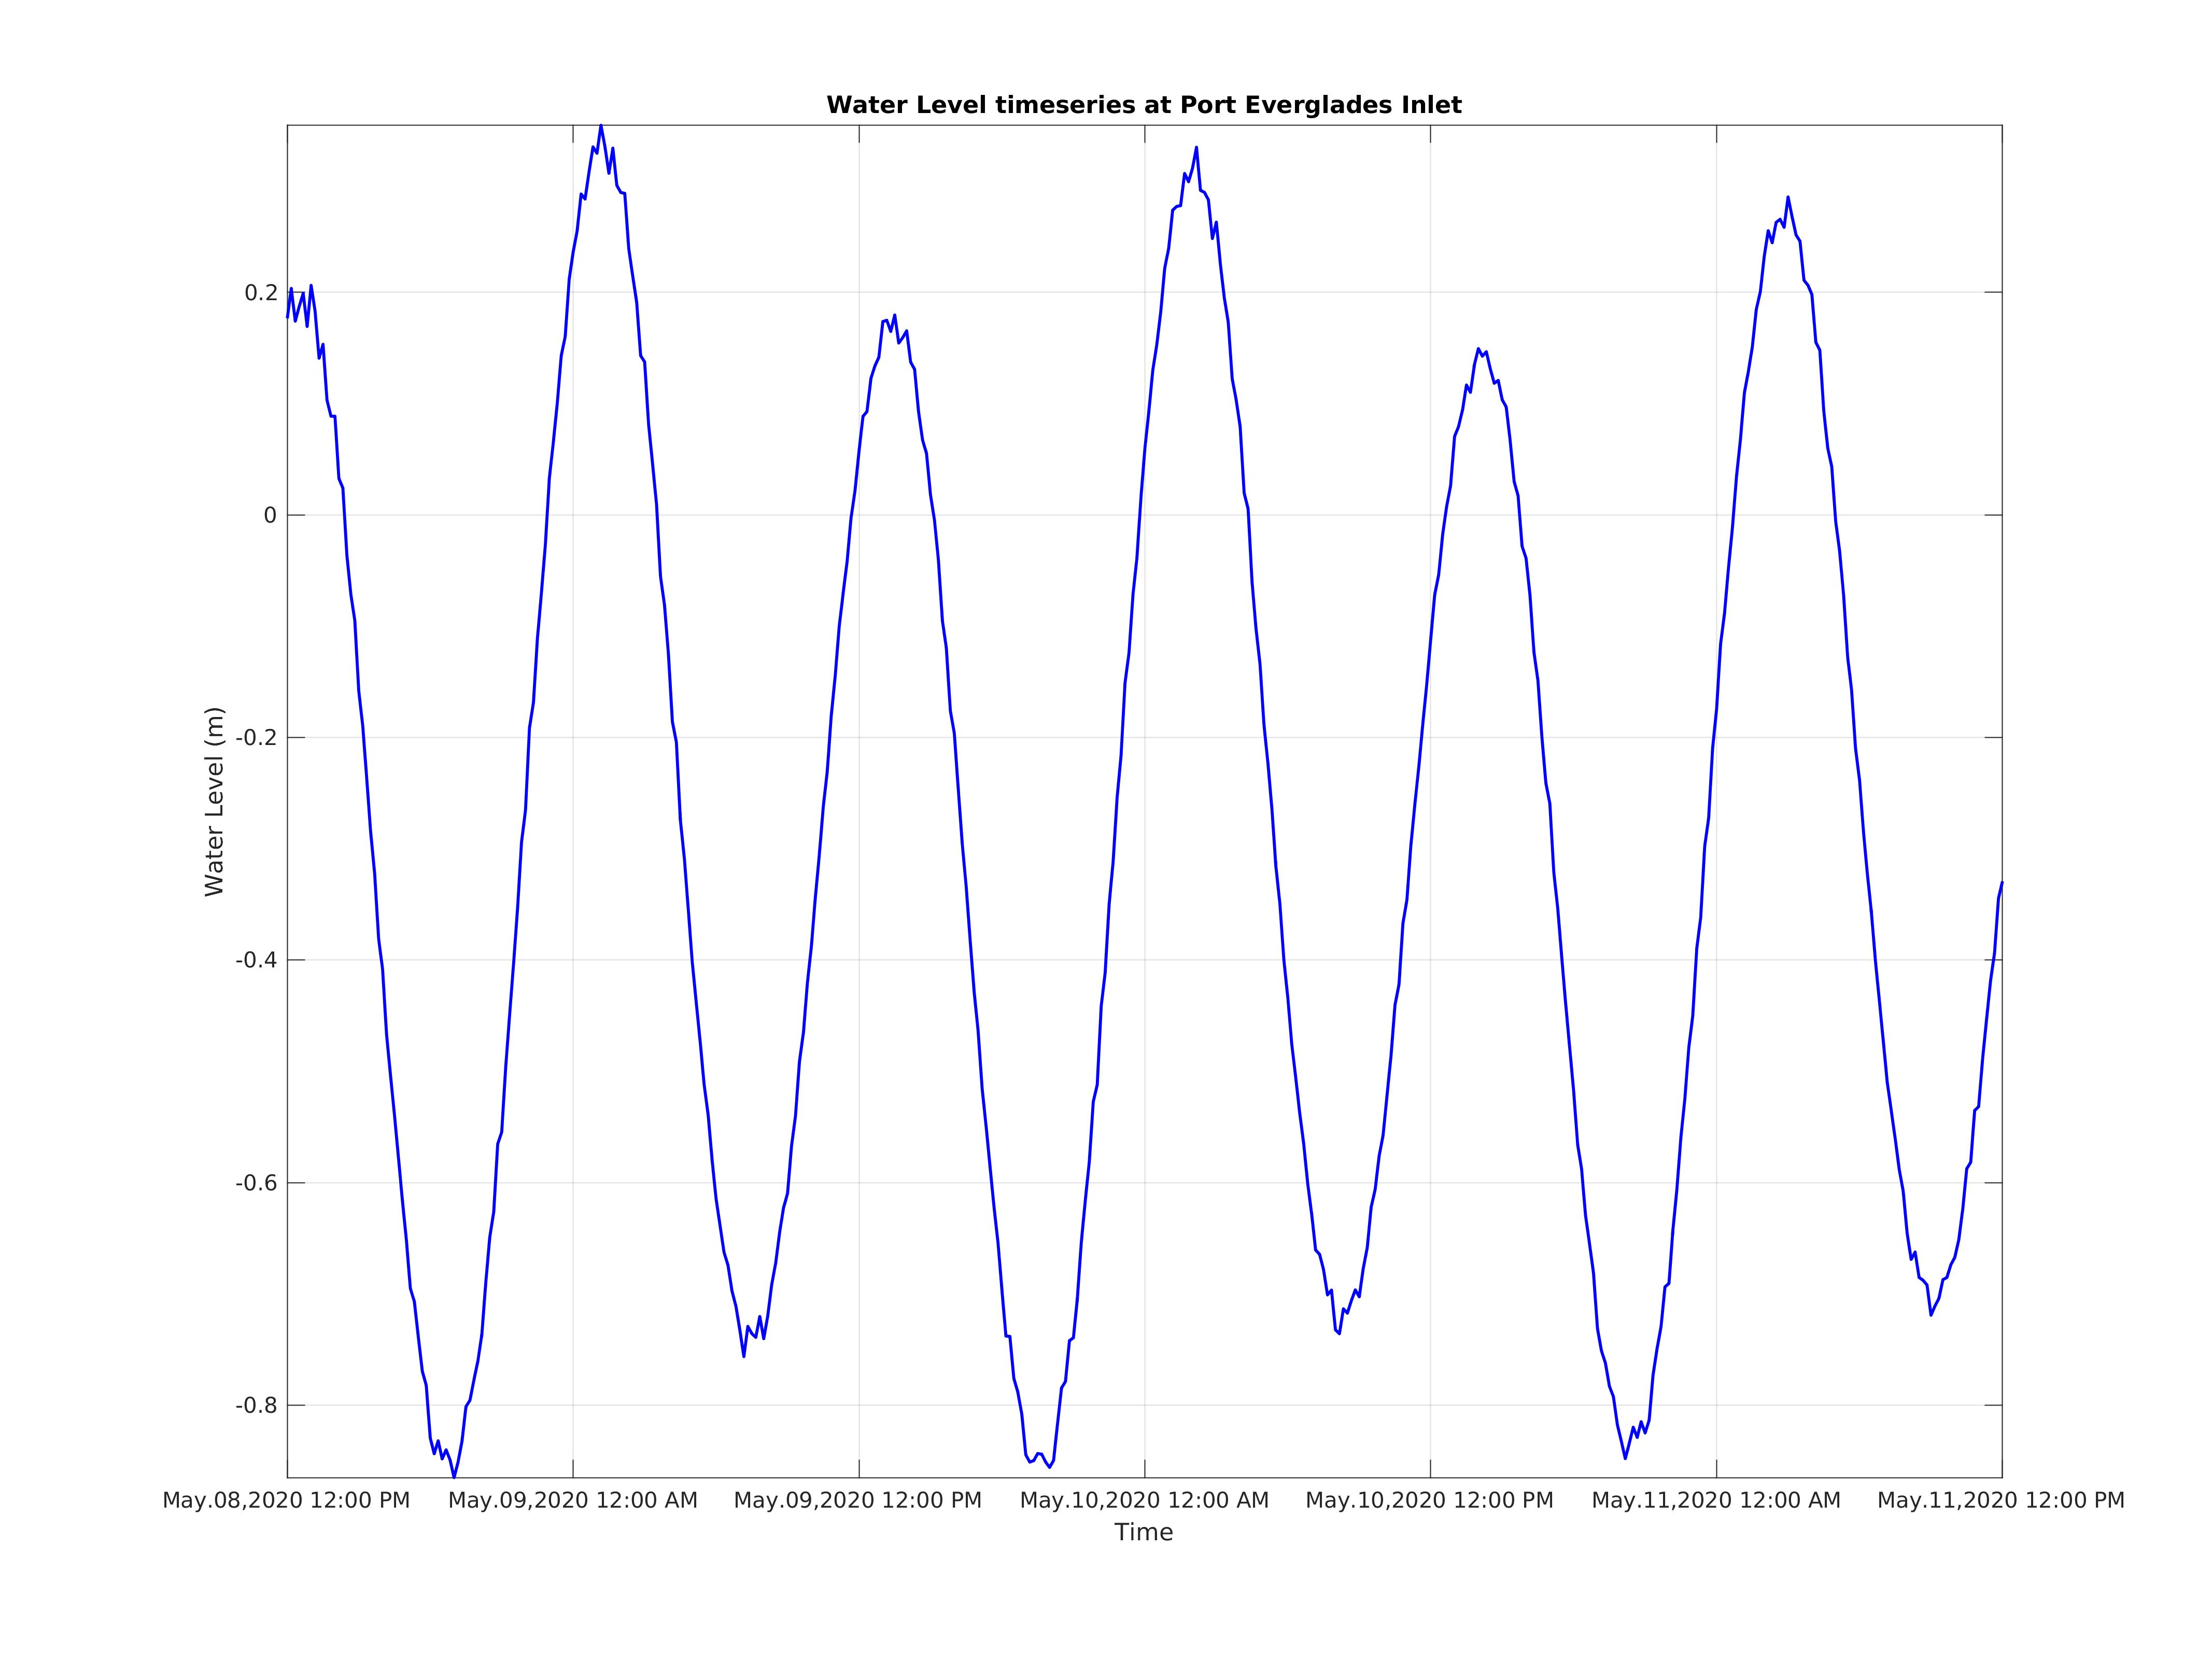 Water Level timeseries at Port Everglades Inlet
0.2
0
-0.2
-0.4
-0.6
-0.8
Water Level (m)
May.08,2020 12:00 PM
May.09,2020 12:00 AM
May.09,2020 12:00 PM
May.10,2020 12:00 AM
May.10,2020 12:00 PM
May.11,2020 12:00 AM
May.11,2020 12:00 PM
Time